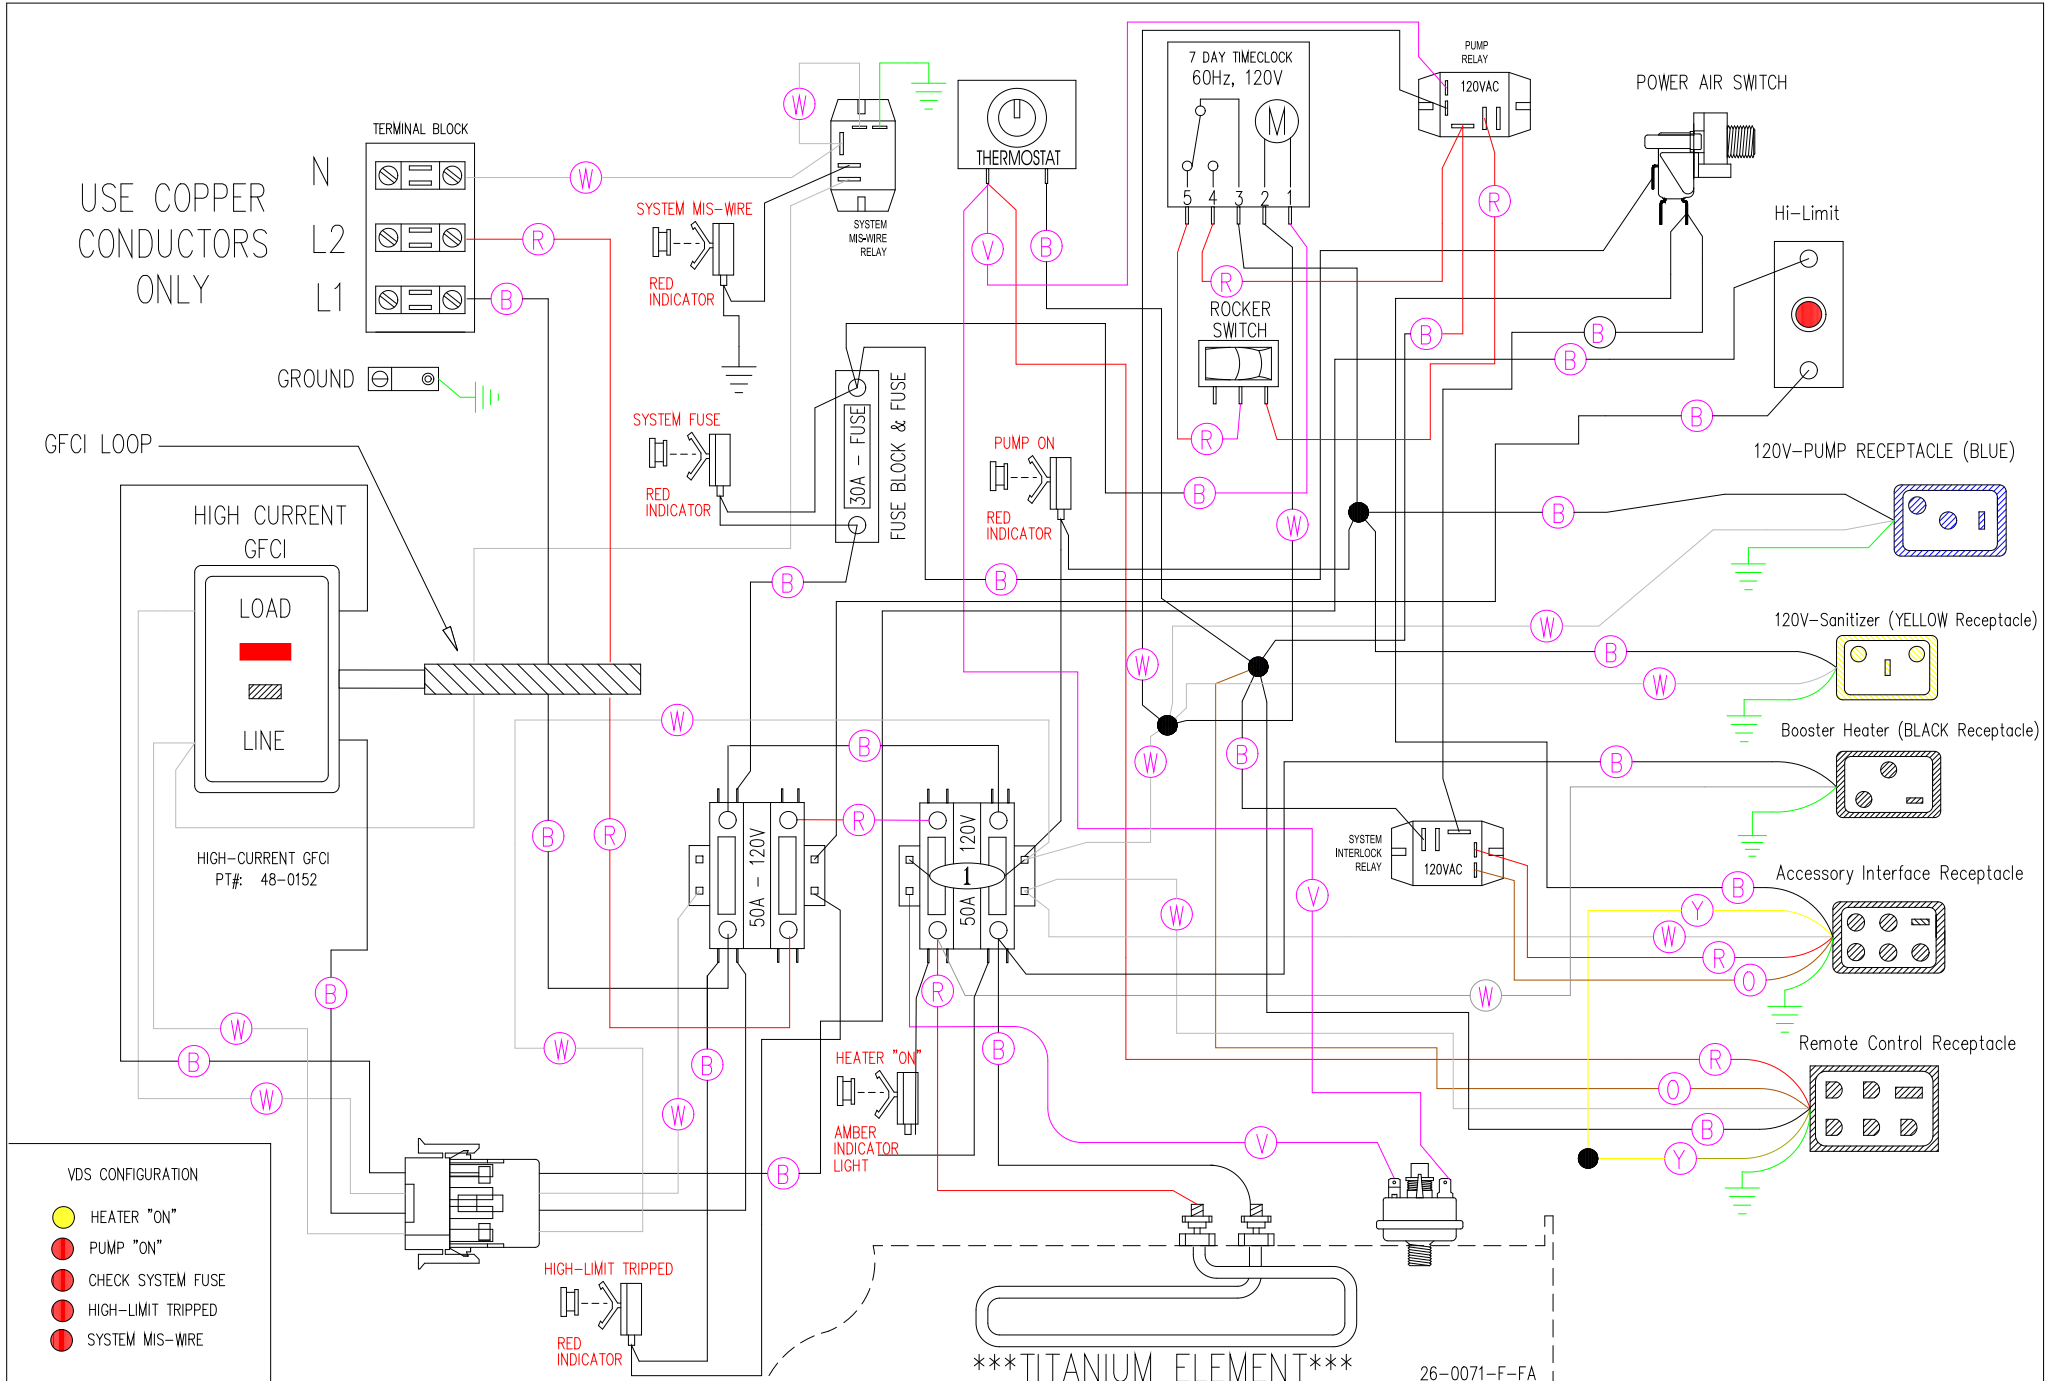 USE COPPER
CONDUCTORS
ONLY
TERMINAL BLOCK
N
L2
L1
GROUND
GFCI LOOP
HIGH CURRENT
GFCI
LOAD
LINE
HIGH-CURRENT GFCI
PT#: 48-0152
W
R
B
W
SYSTEM
MIS-WIRE
RELAY
SYSTEM MIS-WIRE
RED
INDICATOR
SYSTEM FUSE
RED
INDICATOR
30A - FUSE
FUSE BLOCK & FUSE
B
THERMOSTAT
V
B
7 DAY TIMECLOCK
60Hz, 120V
M
5 4 3 2 1
R
ROCKER
SWITCH
R
B
W
PUMP
RELAY
120VAC
R
B
B
B
B
POWER AIR SWITCH
Hi-Limit
PUMP ON
RED
INDICATOR
B
120V-PUMP RECEPTACLE (BLUE)
B
W
120V-Sanitizer (YELLOW Receptacle)
B
W
Booster Heater (BLACK Receptacle)
B
W
W
B
W
B
R
W
B
R
50A - 120V
50A 120V
1
SYSTEM
INTERLOCK
RELAY
120VAC
V
W
Accessory Interface Receptacle
B
Y
W
R
O
W
Remote Control Receptacle
R
O
B
Y
B
W
B
W
W
B
W
B
R
B
V
HEATER "ON"
AMBER
INDICATOR
LIGHT
HIGH-LIMIT TRIPPED
RED
INDICATOR
VDS CONFIGURATION
HEATER "ON"
PUMP "ON"
CHECK SYSTEM FUSE
HIGH-LIMIT TRIPPED
SYSTEM MIS-WIRE
***TITANIUM ELEMENT***
26-0071-F-FA